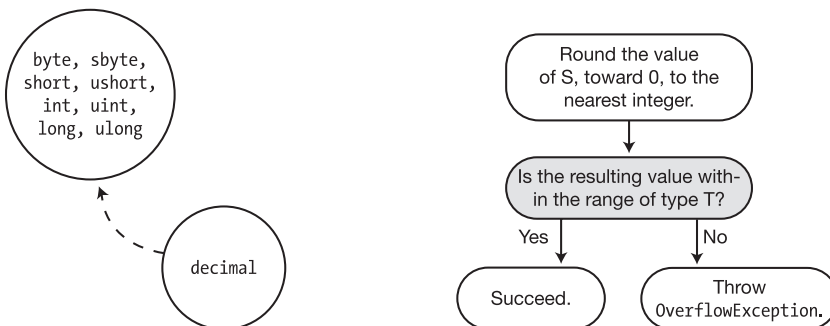 byte, sbyte,
short, ushort,
int, uint,
long, ulong
decimal
Round the value
of S, toward 0, to the
nearest integer.
Is the resulting value with-
in the range of type T?
Yes
No
Succeed.
Throw
OverflowException.